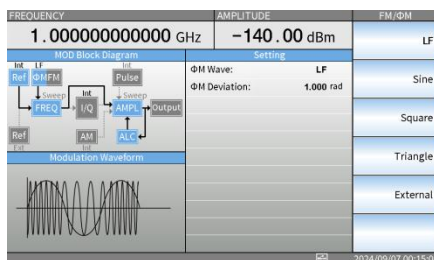 FREQUENCY AMPLITUDE FM/ΦM
1.000000000000 GHz -140.00 dBm
MOD Block Diagram
Int LF Int
Ref ΦM FM Pulse
Sweep Int Sweep
FREQ I/Q AMPL Output
Ref AM ALC
Ext Int
Modulation Waveform
Setting
ΦM Wave: LF
ΦM Deviation: 1.000 rad
LF
Sine
Square
Triangle
External
2024/09/07 00:15:0